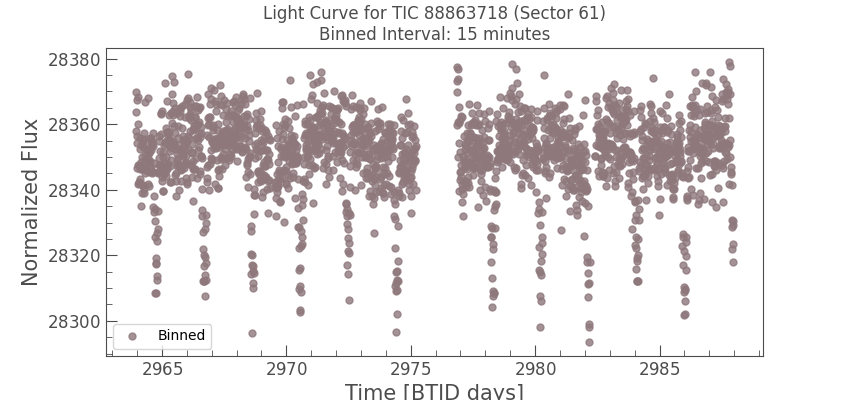 Light Curve for TIC 88863718 (Sector 61)
Binned Interval: 15 minutes
Normalized Flux
28380
28360
28340
28320
28300
Binned
2965
2970
2975
2980
2985
Time [BTJD days]